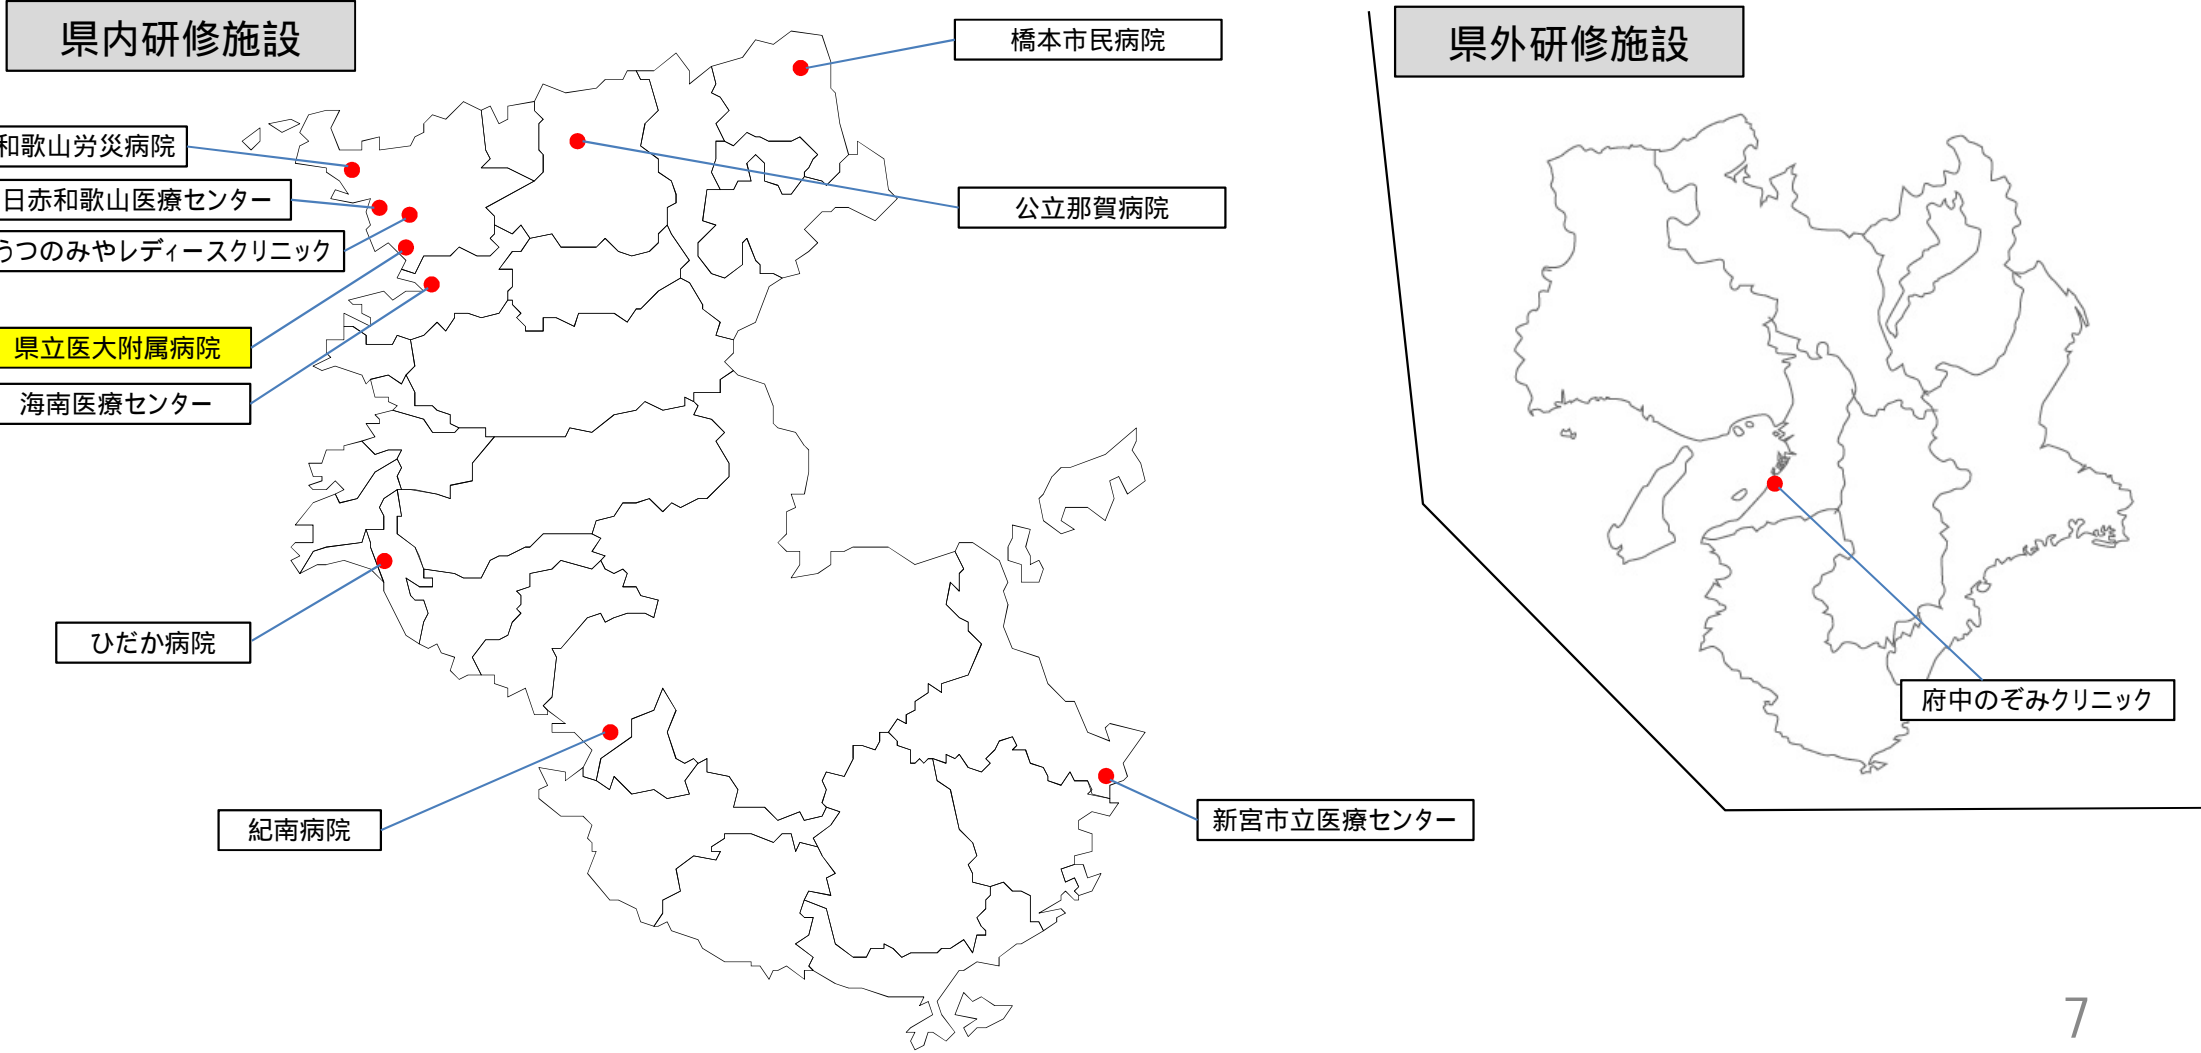 県内研修施設
県外研修施設
橋本市民病院
和歌山労災病院
日赤和歌山医療センター
公立那賀病院
うつのみやレディースクリニック
県立医大附属病院
海南医療センター
ひだか病院
府中のぞみクリニック
紀南病院
新宮市立医療センター
7